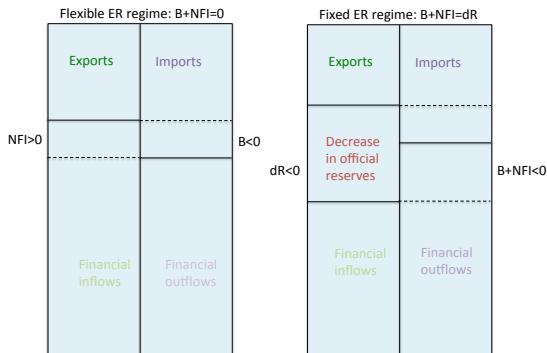 Flexible ER regime: B+NFI=0
Exports
Imports
NFI>0
B<0
Financial
inflows
Financial
outflows
Fixed ER regime: B+NFI=dR
Exports
Imports
Decrease
in official
reserves
dR<0
B+NFI<0
Financial
inflows
Financial
outflows